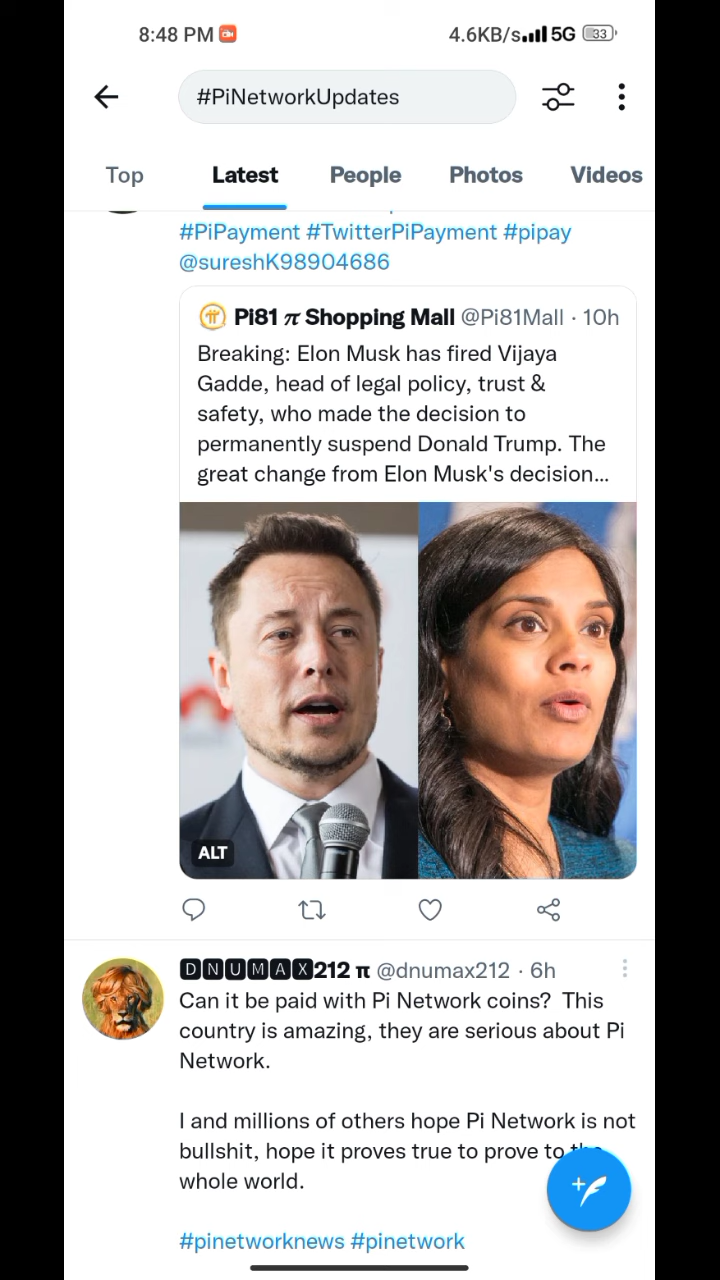 8:48 PM 4.6KB/s 5G 33
#PiNetworkUpdates
Top Latest People Photos Videos
#PiPayment #TwitterPiPayment #pipay
@sureshK98904686
Pi81 π Shopping Mall @Pi81Mall · 10h
Breaking: Elon Musk has fired Vijaya
Gadde, head of legal policy, trust &
safety, who made the decision to
permanently suspend Donald Trump. The
great change from Elon Musk's decision...
ALT
🅳🅽🆄🅼🅰🆇212 π @dnumax212 · 6h
Can it be paid with Pi Network coins? This
country is amazing, they are serious about Pi
Network.
I and millions of others hope Pi Network is not
bullshit, hope it proves true to prove to the
whole world.
#pinetworknews #pinetwork